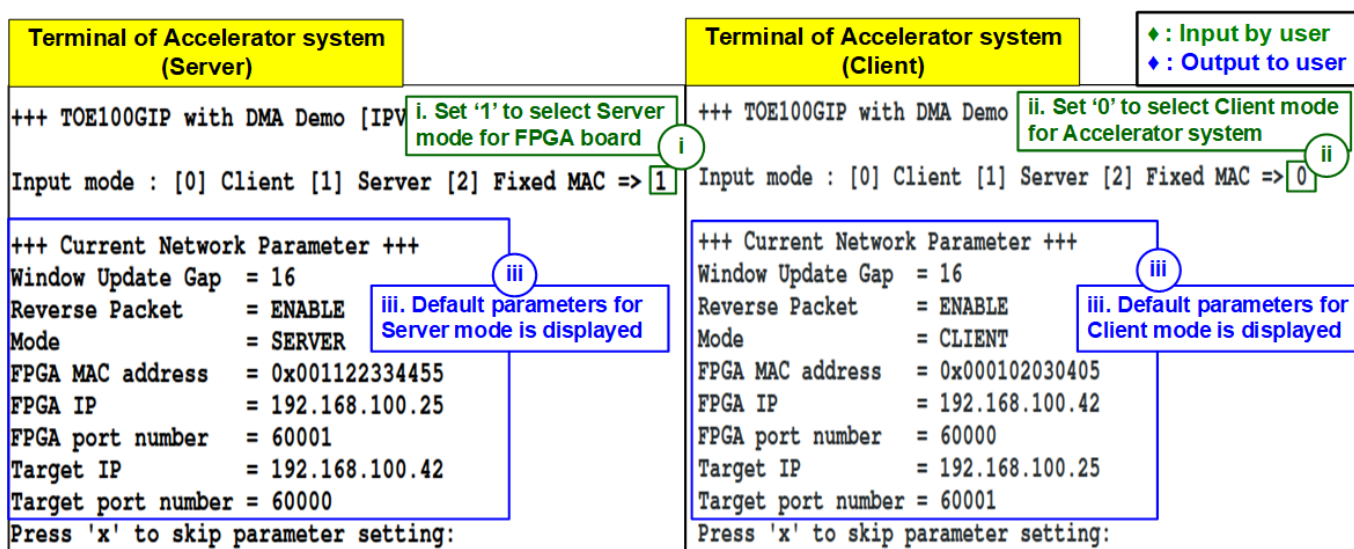 Terminal of Accelerator system
(Server)
+++ TOE100GIP with DMA Demo [IPV
i. Set ‘1’ to select Server
mode for FPGA board
i
Input mode : [0] Client [1] Server [2] Fixed MAC => 1
+++ Current Network Parameter +++
Window Update Gap = 16
Reverse Packet = ENABLE
Mode = SERVER
FPGA MAC address = 0x001122334455
FPGA IP = 192.168.100.25
FPGA port number = 60001
Target IP = 192.168.100.42
Target port number = 60000
Press 'x' to skip parameter setting:
iii
iii. Default parameters for
Server mode is displayed
Terminal of Accelerator system
(Client)
♦ : Input by user
♦ : Output to user
+++ TOE100GIP with DMA Demo
ii. Set ‘0’ to select Client mode
for Accelerator system
ii
Input mode : [0] Client [1] Server [2] Fixed MAC => 0
+++ Current Network Parameter +++
Window Update Gap = 16
Reverse Packet = ENABLE
Mode = CLIENT
FPGA MAC address = 0x000102030405
FPGA IP = 192.168.100.42
FPGA port number = 60000
Target IP = 192.168.100.25
Target port number = 60001
Press 'x' to skip parameter setting:
iii
iii. Default parameters for
Client mode is displayed